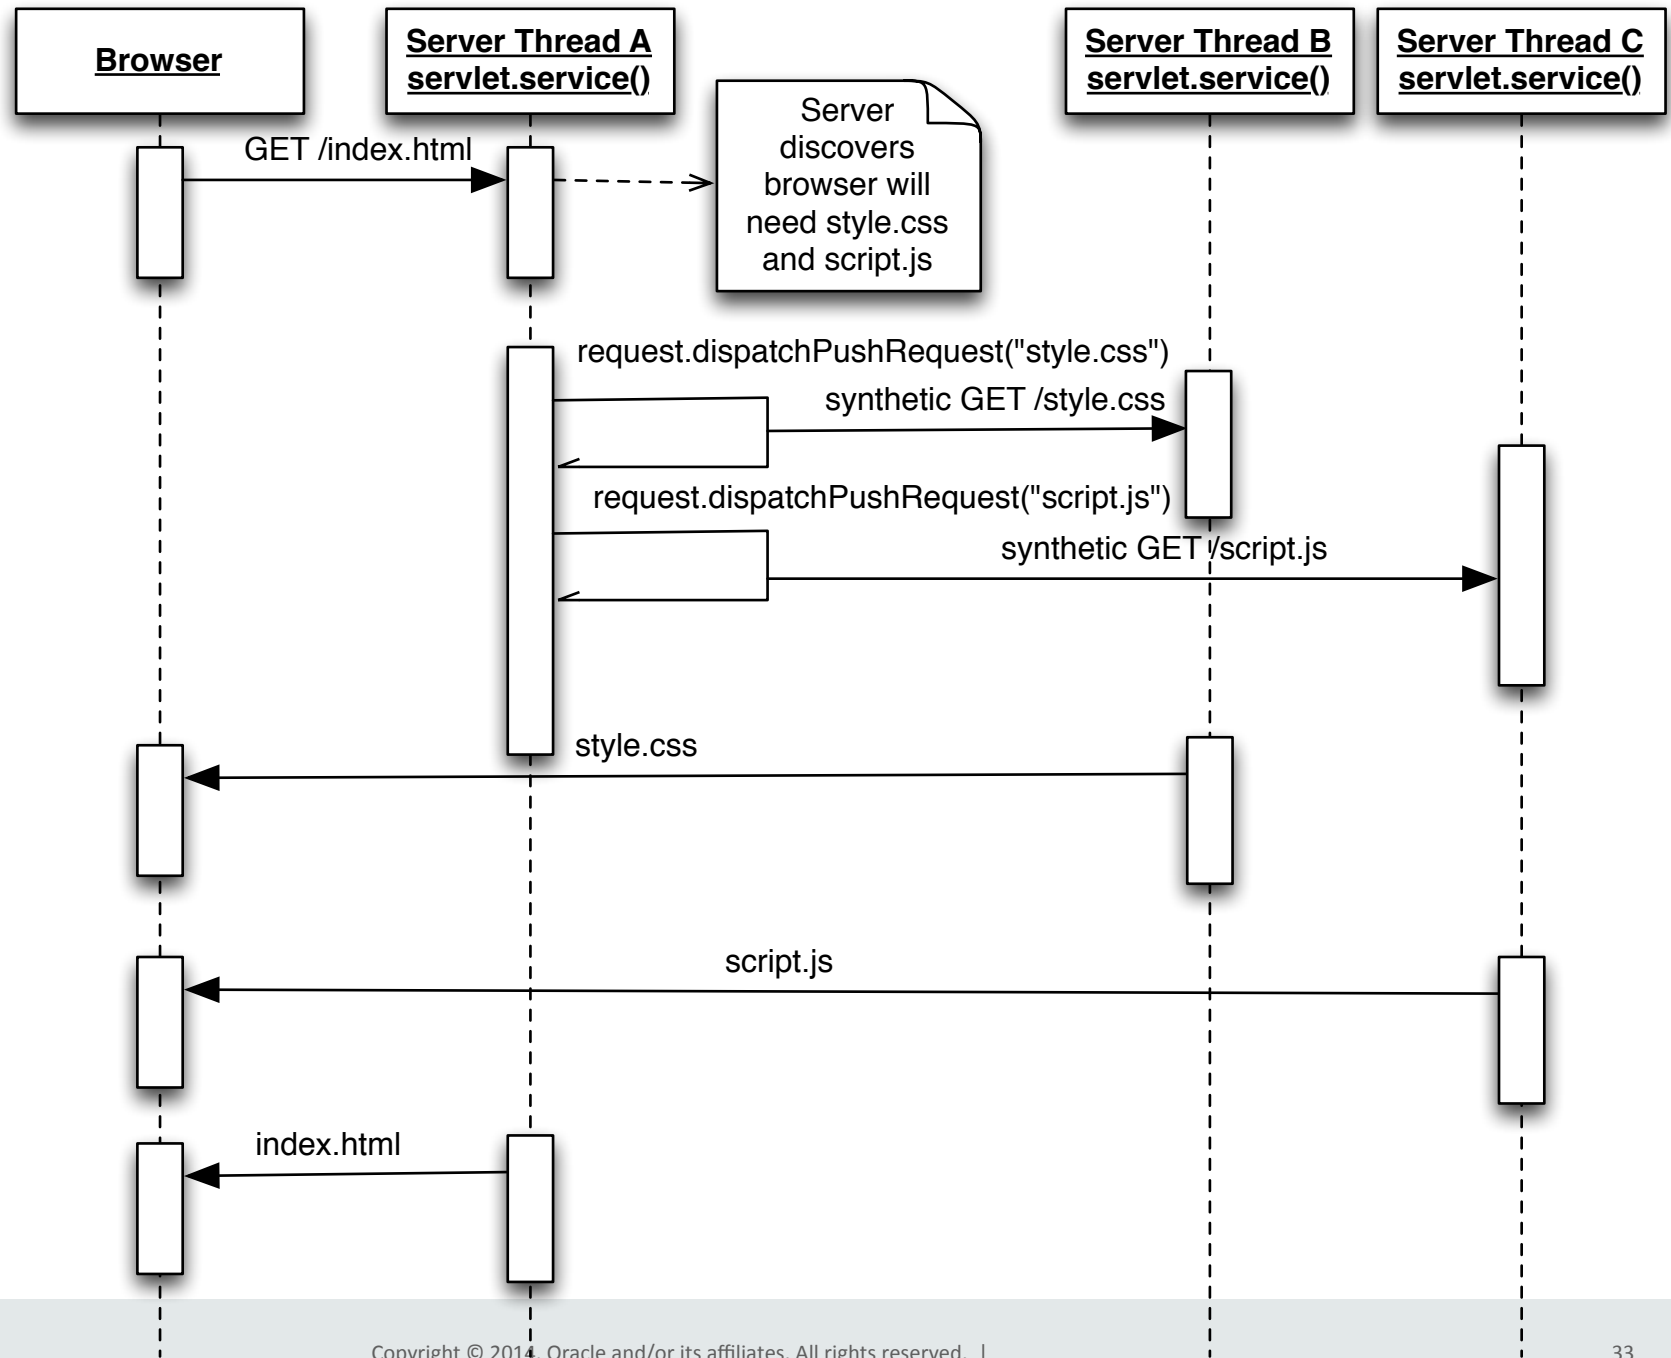 Browser
Server Thread A
servlet.service()
Server Thread B
servlet.service()
Server Thread C
servlet.service()
GET /index.html
Server
discovers
browser will
need style.css
and script.js
request.dispatchPushRequest("style.css")
synthetic GET /style.css
request.dispatchPushRequest("script.js")
synthetic GET /script.js
style.css
script.js
index.html
Copyright © 2014, Oracle and/or its affiliates. All rights reserved. |
33